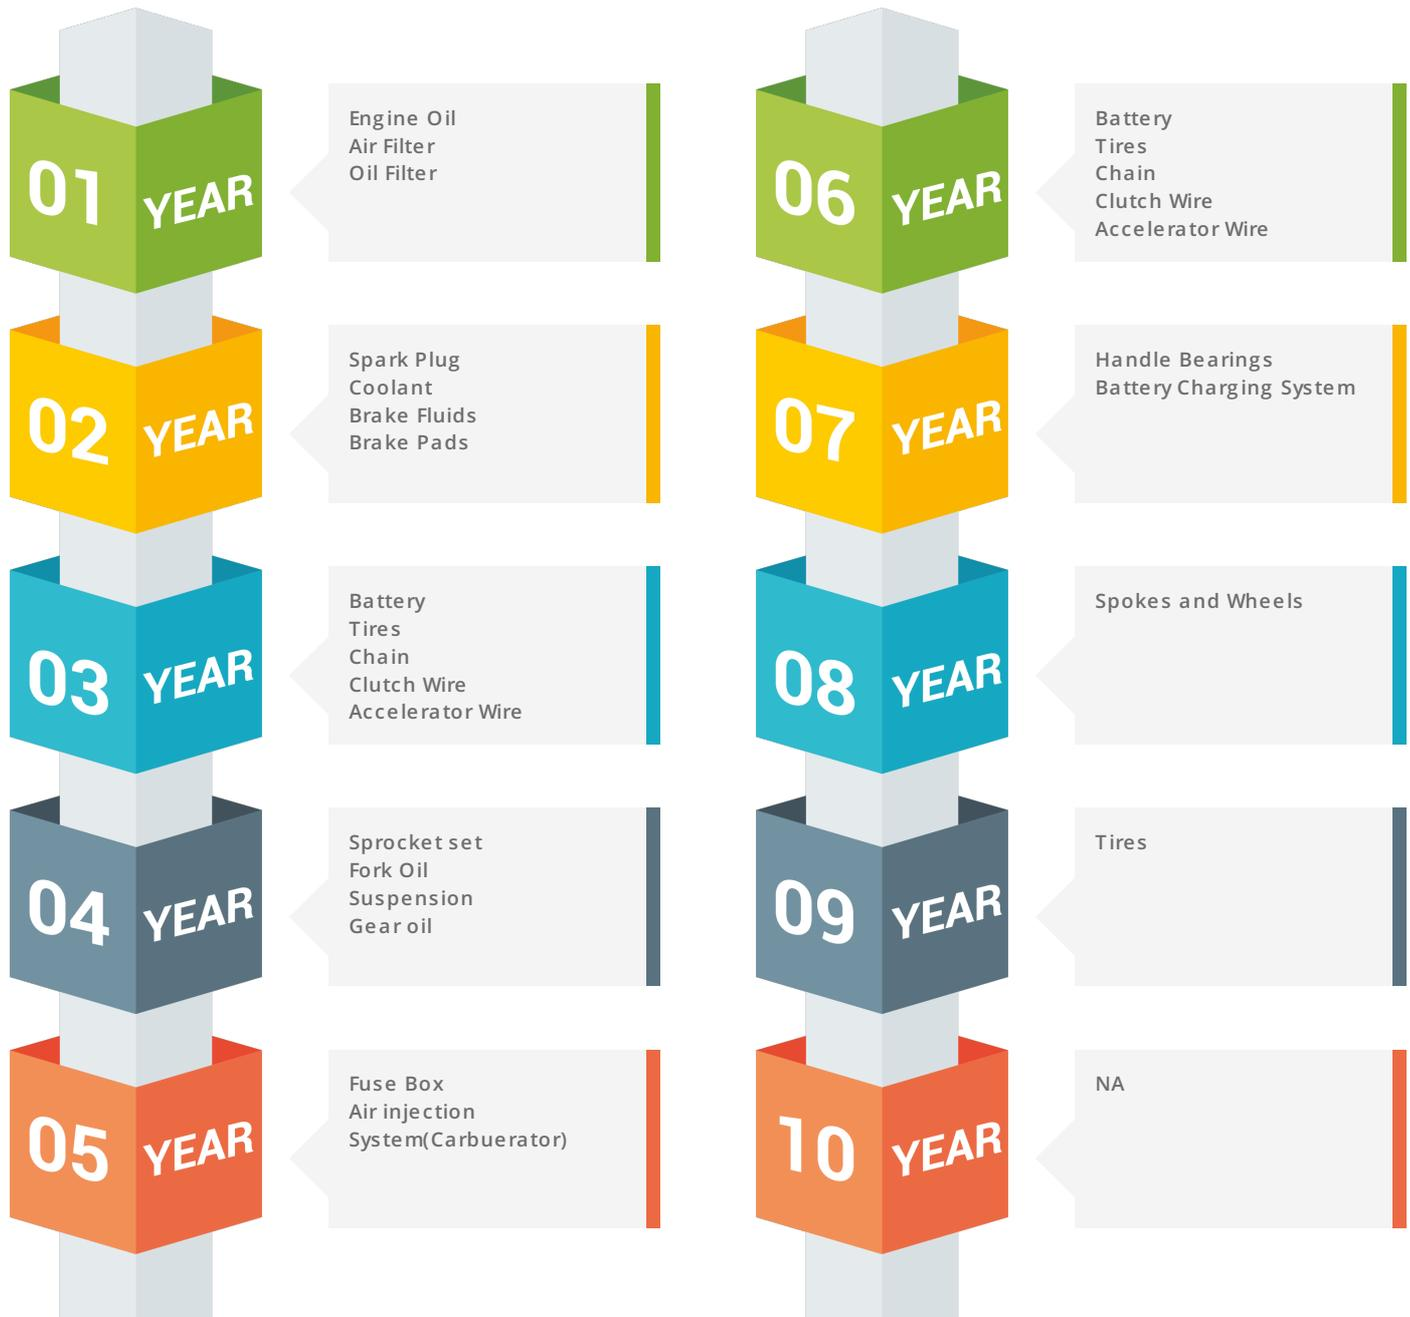 01 YEAR
Engine Oil
Air Filter
Oil Filter
02 YEAR
Spark Plug
Coolant
Brake Fluids
Brake Pads
03 YEAR
Battery
Tires
Chain
Clutch Wire
Accelerator Wire
04 YEAR
Sprocket set
Fork Oil
Suspension
Gear oil
05 YEAR
Fuse Box
Air injection
System(Carbuerator)
06 YEAR
Battery
Tires
Chain
Clutch Wire
Accelerator Wire
07 YEAR
Handle Bearings
Battery Charging System
08 YEAR
Spokes and Wheels
09 YEAR
Tires
10 YEAR
NA